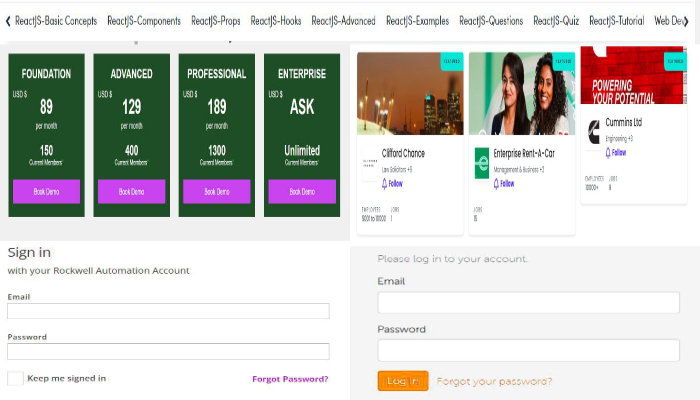 ReactJS-Basic Concepts ReactJS-Components ReactJS-Props ReactJS-Hooks ReactJS-Advanced ReactJS-Examples ReactJS-Questions ReactJS-Quiz ReactJS-Tutorial Web Dev
FOUNDATION
USD $
89
per month
150
Current Members'
Book Demo
ADVANCED
USD $
129
per month
400
Current Members'
Book Demo
PROFESSIONAL
USD $
189
per month
1300
Current Members'
Book Demo
ENTERPRISE
USD $
ASK
Unlimited
Current Members'
Book Demo
FEATURED
Clifford Chance
Law Solicitors +8
Follow
EMPLOYEES JOBS
5001 to 10000 1
FEATURED
Enterprise Rent-A-Car
Management & Business +2
Follow
JOBS
15
FEATURED
POWERING
YOUR POTENTIAL
Cummins Ltd
Engineering +3
Follow
EMPLOYEES JOBS
10000+ 9
Sign in
with your Rockwell Automation Account
Email
Password
Keep me signed in
Forgot Password?
Please log in to your account.
Email
Password
Log in
Forgot your password?